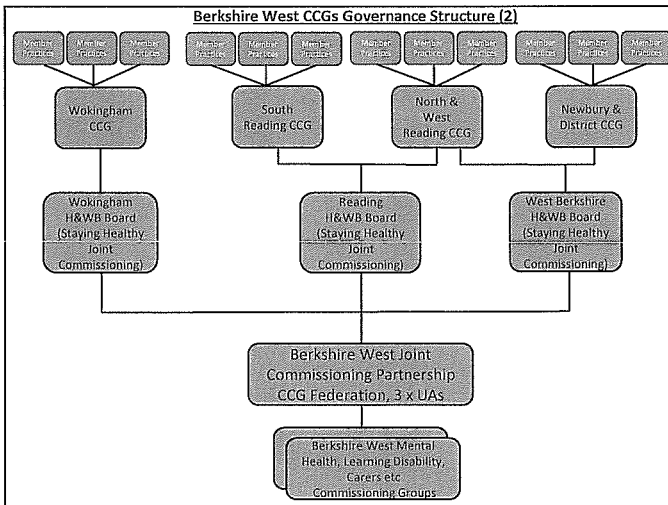 Berkshire West CCGs Governance Structure (2)
Member
Practices
Member
Practices
Member
Practices
Member
Practices
Member
Practices
Member
Practices
Member
Practices
Member
Practices
Member
Practices
Member
Practices
Member
Practices
Member
Practices
Wokingham
CCG
South
Reading CCG
North &
West
Reading CCG
Newbury &
District CCG
Wokingham
H&WB Board
(Staying Healthy
Joint
Commissioning)
Reading
H&WB Board
(Staying Healthy
Joint
Commissioning)
West Berkshire
H&WB Board
(Staying Healthy
Joint
Commissioning)
Berkshire West Joint
Commissioning Partnership
CCG Federation, 3 x UAs
Berkshire West Mental
Health, Learning Disability,
Carers etc
Commissioning Groups